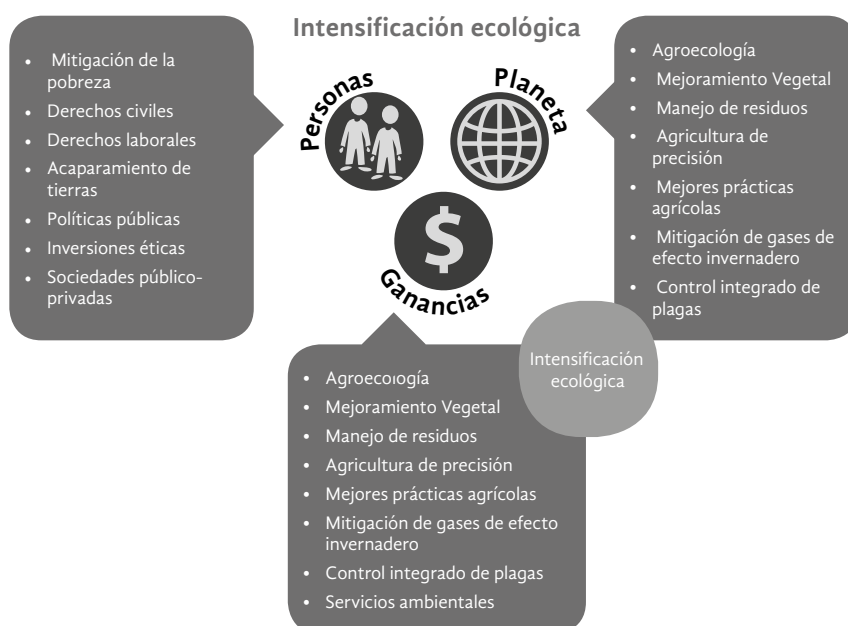 Intensificación ecológica
• Mitigación de la
pobreza
• Derechos civiles
• Derechos laborales
• Acaparamiento de
tierras
• Políticas públicas
• Inversiones éticas
• Sociedades público-
privadas
Personas
Planeta
$
Ganancias
• Agroecología
• Mejoramiento Vegetal
• Manejo de residuos
• Agricultura de
precisión
• Mejores prácticas
agrícolas
• Mitigación de gases de
efecto invernadero
• Control integrado de
plagas
Intensificación
ecológica
• Agroecología
• Mejoramiento Vegetal
• Manejo de residuos
• Agricultura de precisión
• Mejores prácticas agrícolas
• Mitigación de gases de efecto
invernadero
• Control integrado de plagas
• Servicios ambientales